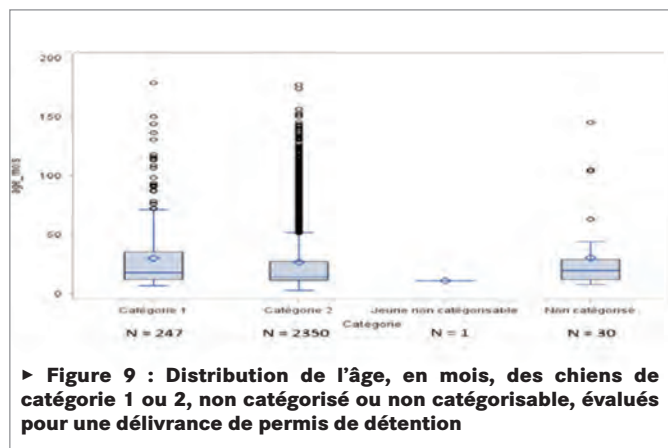 200
150
100
50
0
age_mois
Catégorie 1 Catégorie 2 Jeune non catégorisable Non catégorisé
N = 247 N = 2350 N = 1 N = 30
Catégorie
► Figure 9 : Distribution de l’âge, en mois, des chiens de
catégorie 1 ou 2, non catégorisé ou non catégorisable, évalués
pour une délivrance de permis de détention